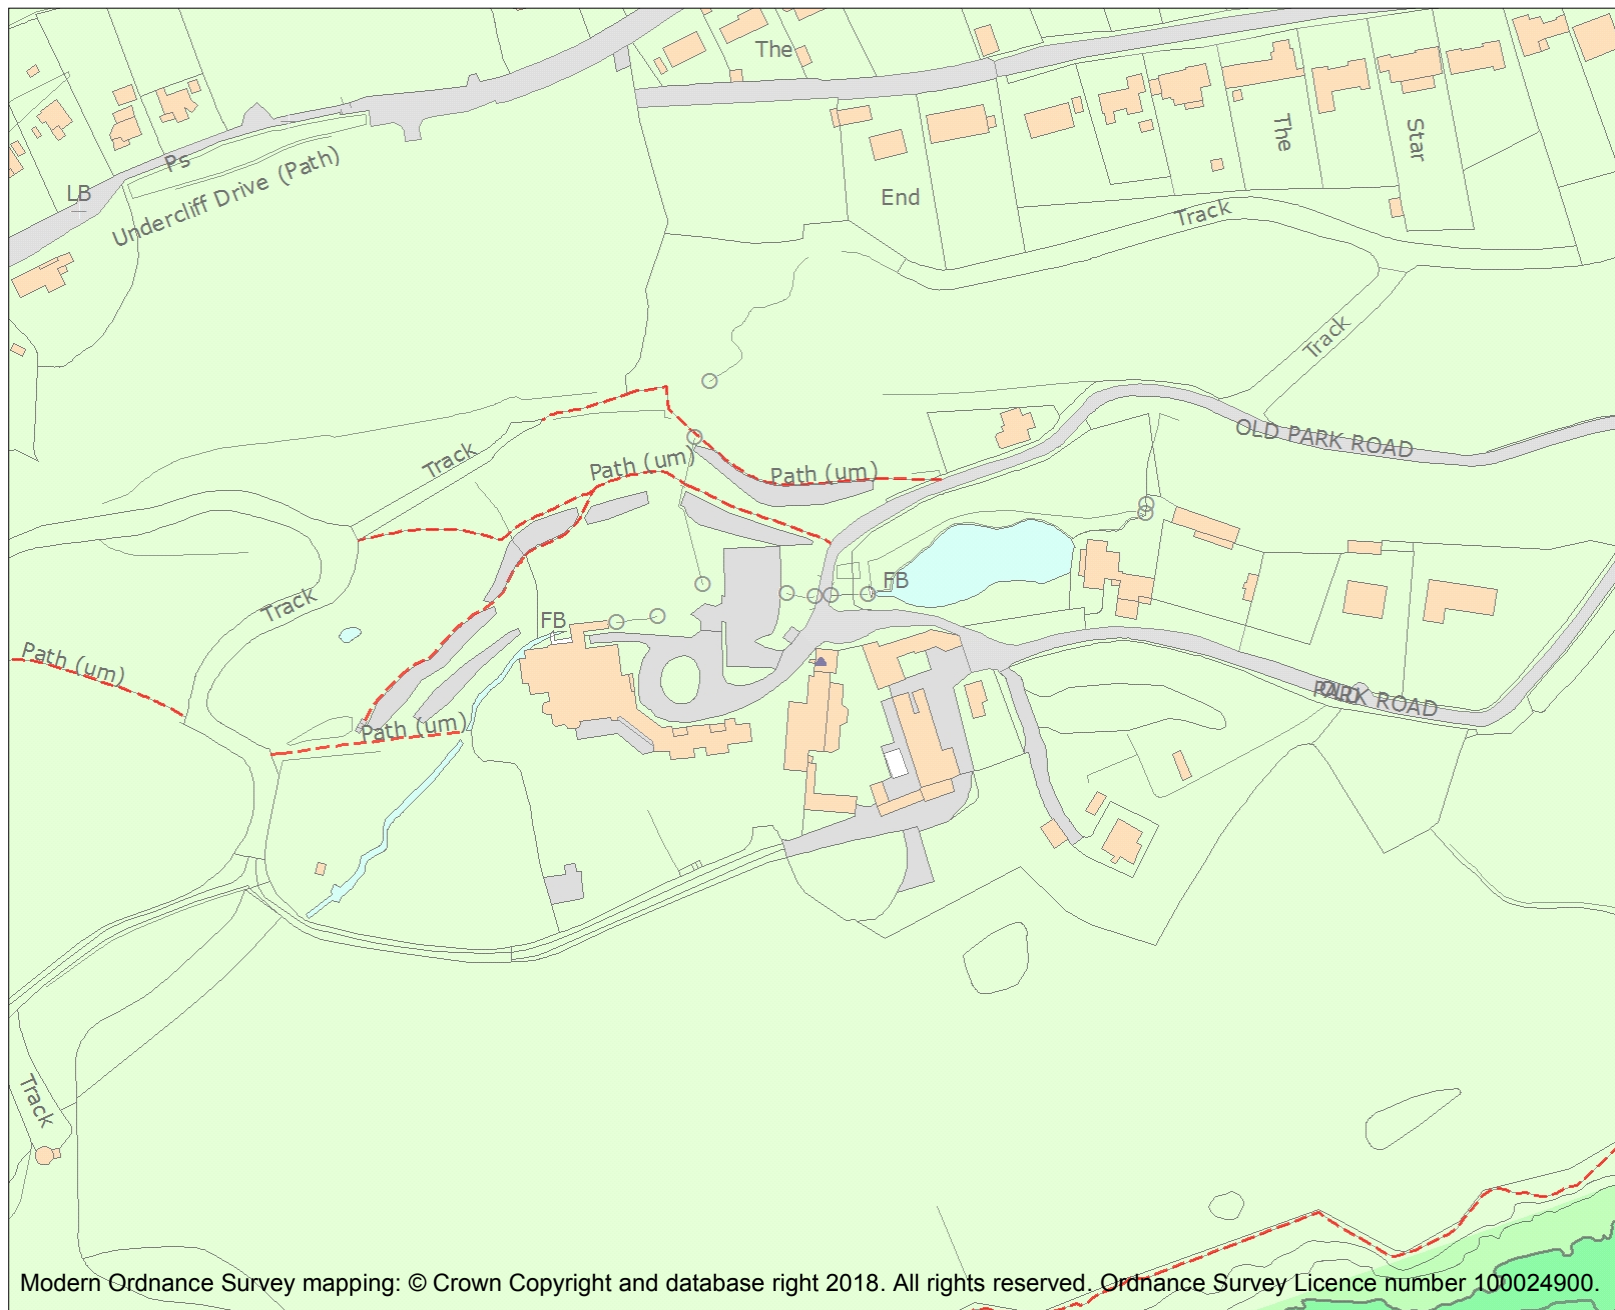 The
Ps
Undercliff Drive (Path)
LB
The
Star
End
Track
Track
OLD PARK ROAD
Track
Path (um)
Path (um)
FB
FB
Track
Path (um)
Path (um)
PARK ROAD
Track
Modern Ordnance Survey mapping: © Crown Copyright and database right 2018. All rights reserved. Ordnance Survey Licence number 100024900.